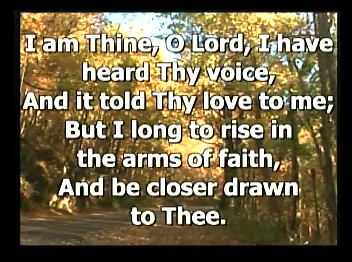 I am Thine, O Lord, I have
heard Thy voice,
And it told Thy love to me;
But I long to rise in
the arms of faith,
And be closer drawn
to Thee.